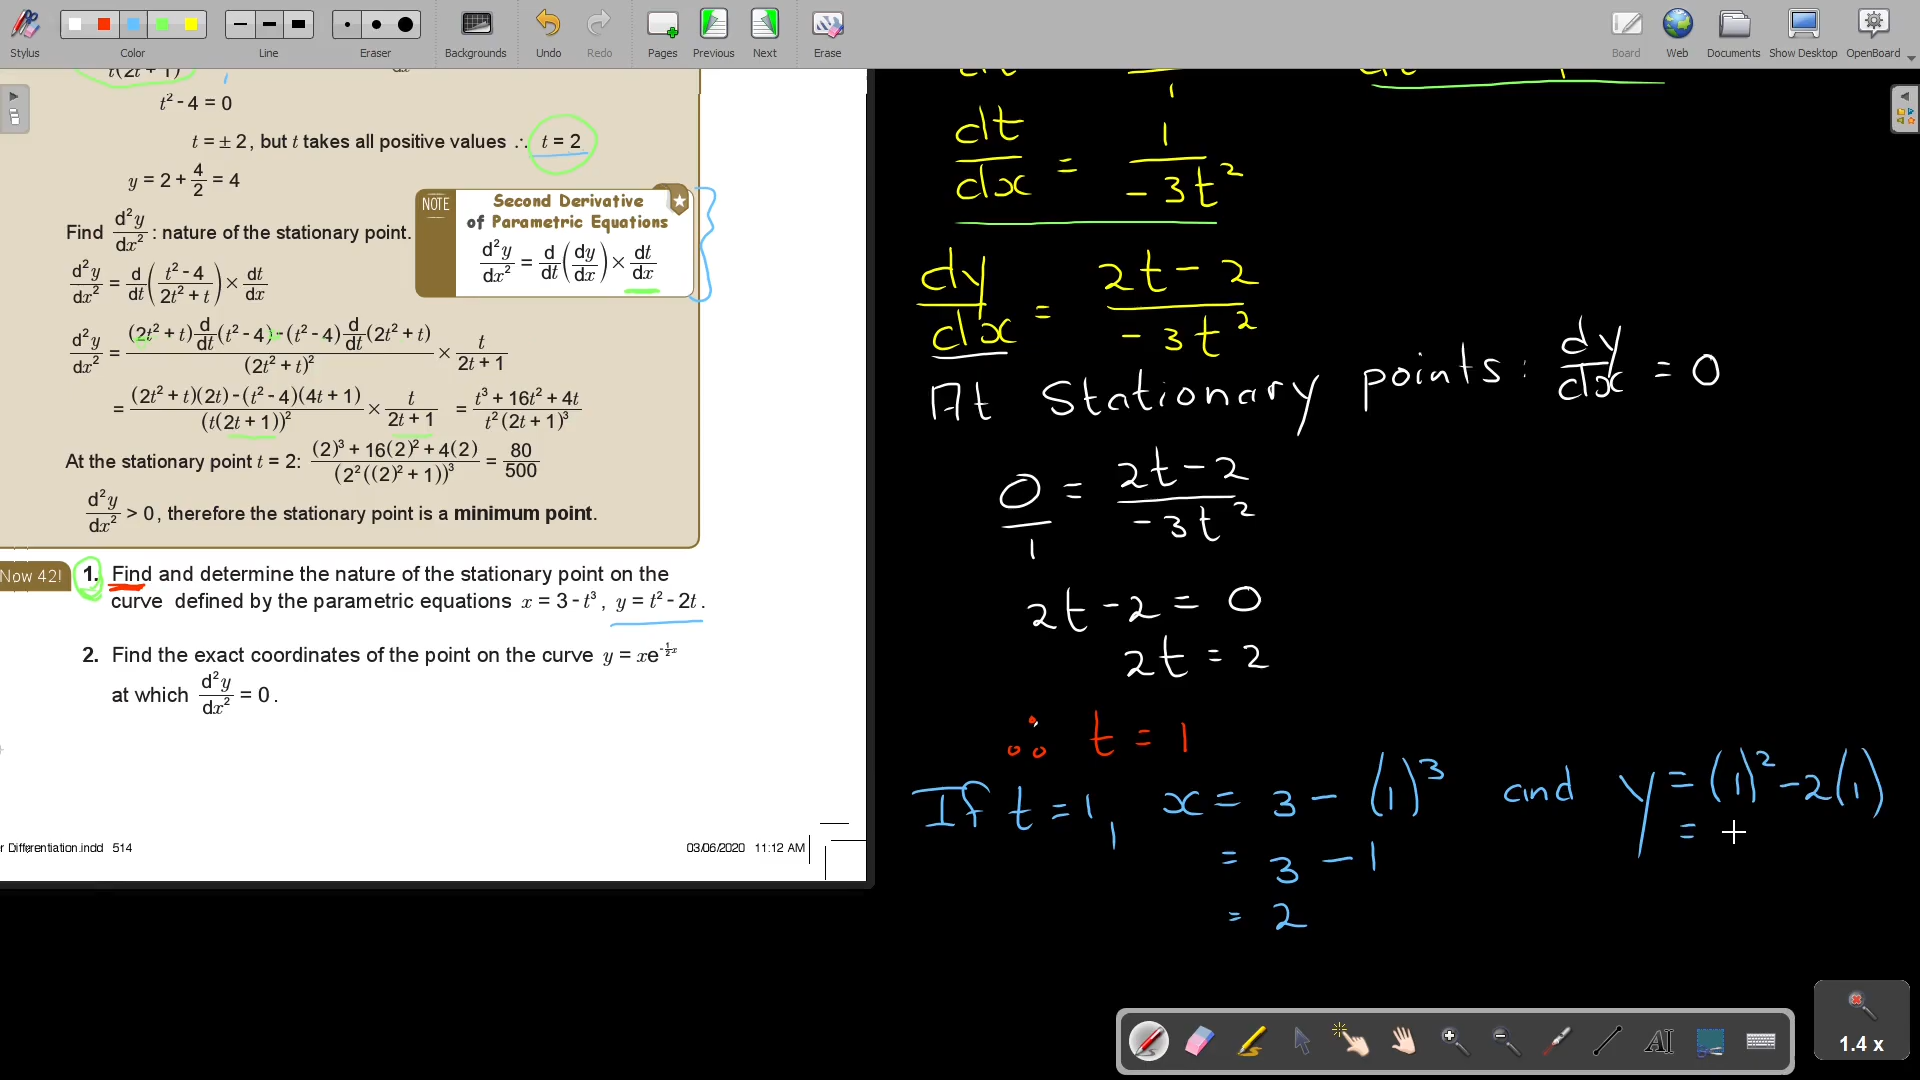 Stylus Color Line Eraser Backgrounds Undo Redo Pages Previous Next Erase Board Web Documents Show Desktop OpenBoard
t(2t + 1)
t² - 4 = 0
t = ± 2, but t takes all positive values ∴ t = 2
y = 2 + 4/2 = 4
NOTE
Second Derivative
of Parametric Equations
d²y/dx² = d/dt (dy/dx) × dt/dx
Find d²y/dx² : nature of the stationary point.
d²y/dx² = d/dt ((t² - 4)/(2t² + t)) × dt/dx
d²y/dx² = ((2t² + t) d/dt (t² - 4) - (t² - 4) d/dt (2t² + t))/(2t² + t)² × t/(2t + 1)
= ((2t² + t)(2t) - (t² - 4)(4t + 1))/(t(2t + 1))² × t/(2t + 1) = (t³ + 16t² + 4t)/(t²(2t + 1)³)
At the stationary point t = 2: ((2)³ + 16(2)² + 4(2))/(2²((2)² + 1))³ = 80/500
d²y/dx² > 0, therefore the stationary point is a minimum point.
Now 42!
1. Find and determine the nature of the stationary point on the
curve defined by the parametric equations x = 3 - t³, y = t² - 2t.
2. Find the exact coordinates of the point on the curve y = xe^(-½x)
at which d²y/dx² = 0.
r Differentiation.indd 514
03/06/2020 11:12 AM
dt/dx = 1/(-3t²)
dy/dx = (2t - 2)/(-3t²)
At stationary points: dy/dx = 0
0/1 = (2t - 2)/(-3t²)
2t - 2 = 0
2t = 2
∴ t = 1
If t = 1, x = 3 - (1)³ and y = (1)² - 2(1)
= 3 - 1 =
= 2
1.4 x